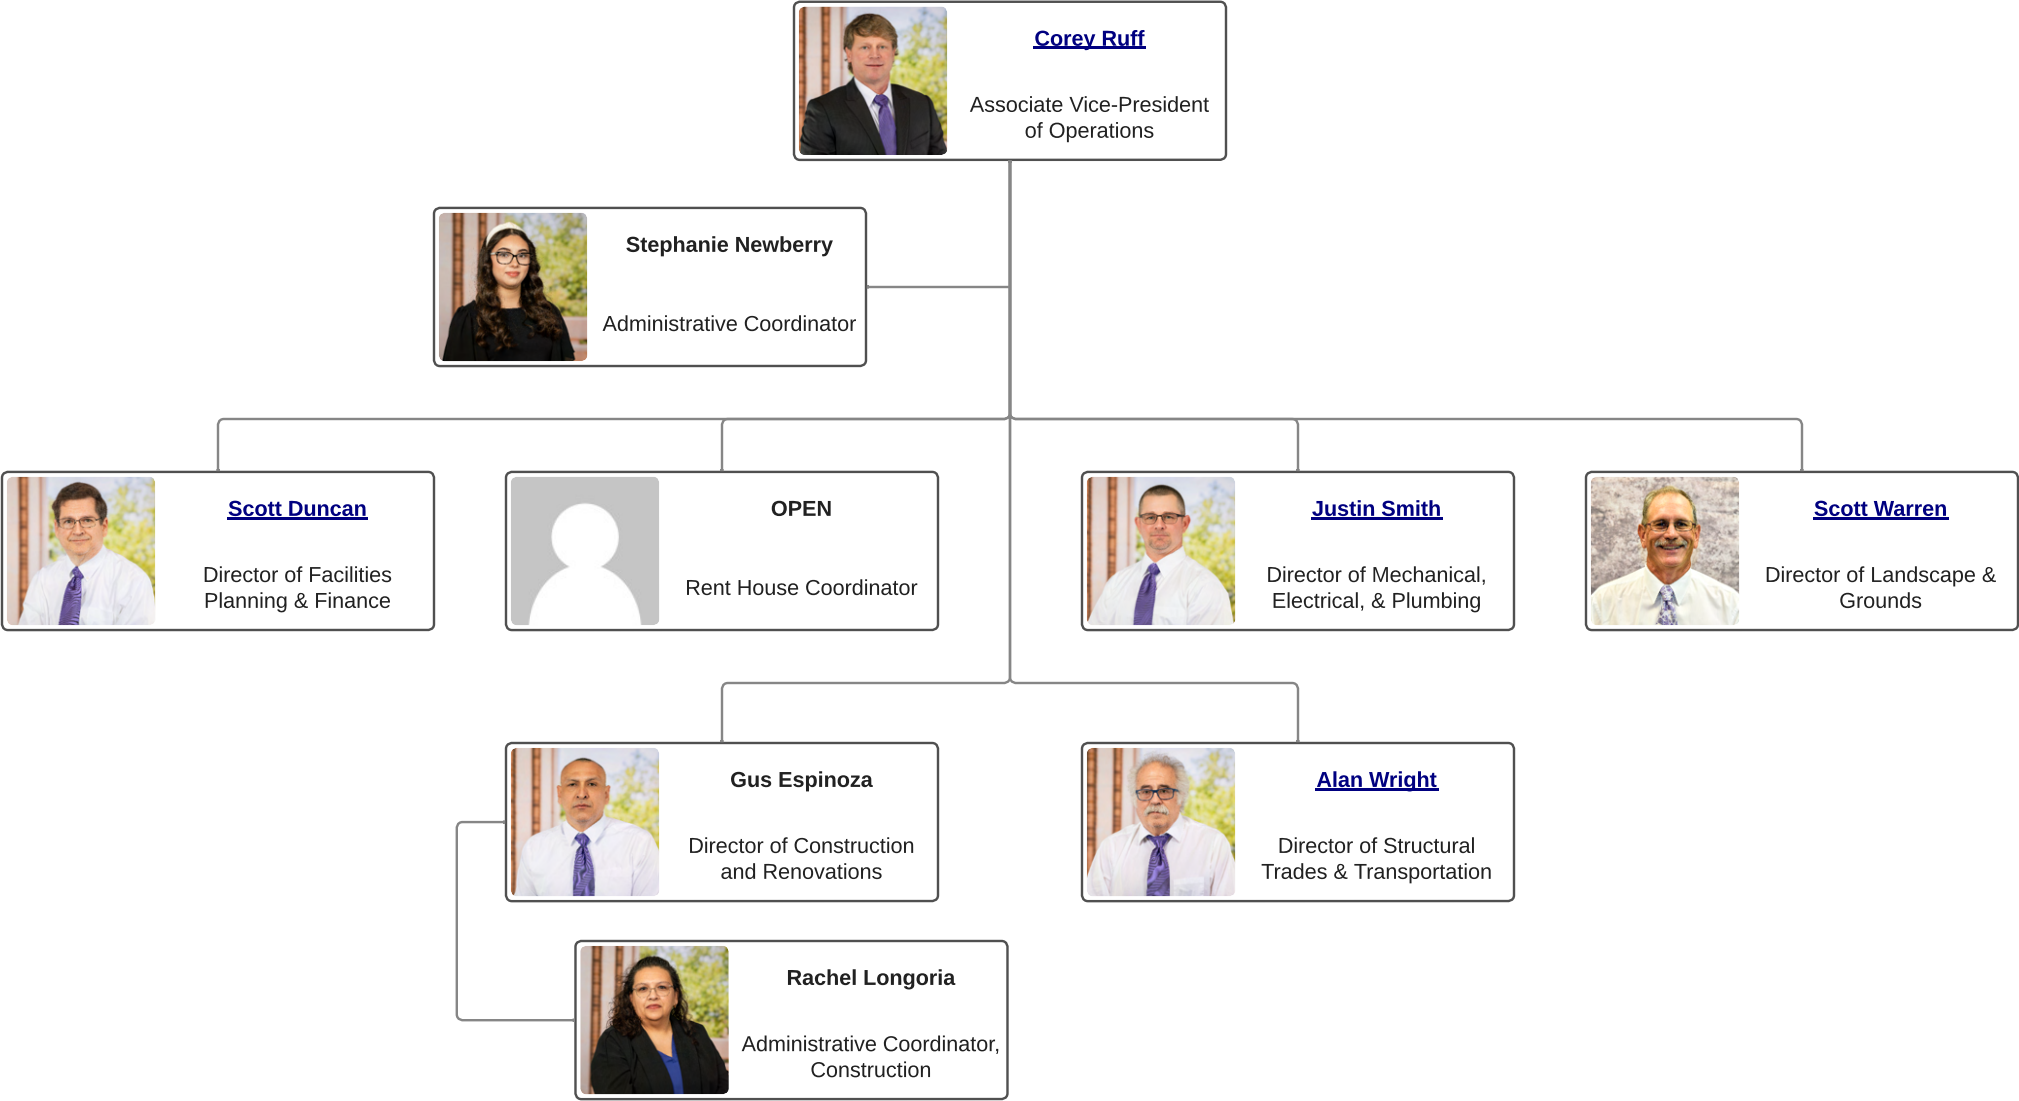 Corey Ruff
Associate Vice-President
of Operations
Stephanie Newberry
Administrative Coordinator
Scott Duncan
Director of Facilities
Planning & Finance
OPEN
Rent House Coordinator
Justin Smith
Director of Mechanical,
Electrical, & Plumbing
Scott Warren
Director of Landscape &
Grounds
Gus Espinoza
Director of Construction
and Renovations
Alan Wright
Director of Structural
Trades & Transportation
Rachel Longoria
Administrative Coordinator,
Construction